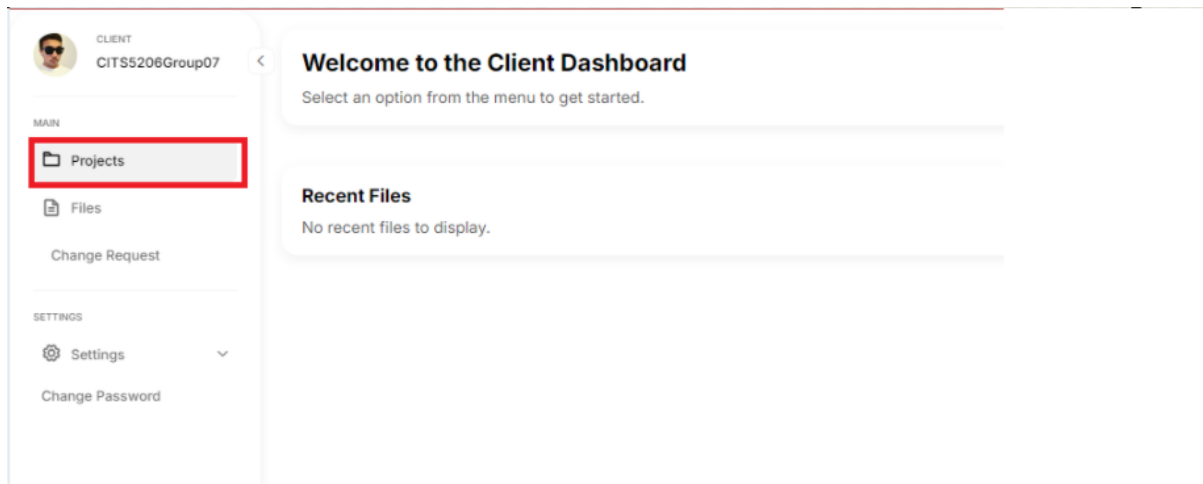 CLIENT
CITS5206Group07
MAIN
Projects
Files
Change Request
SETTINGS
Settings
Change Password
Welcome to the Client Dashboard
Select an option from the menu to get started.
Recent Files
No recent files to display.